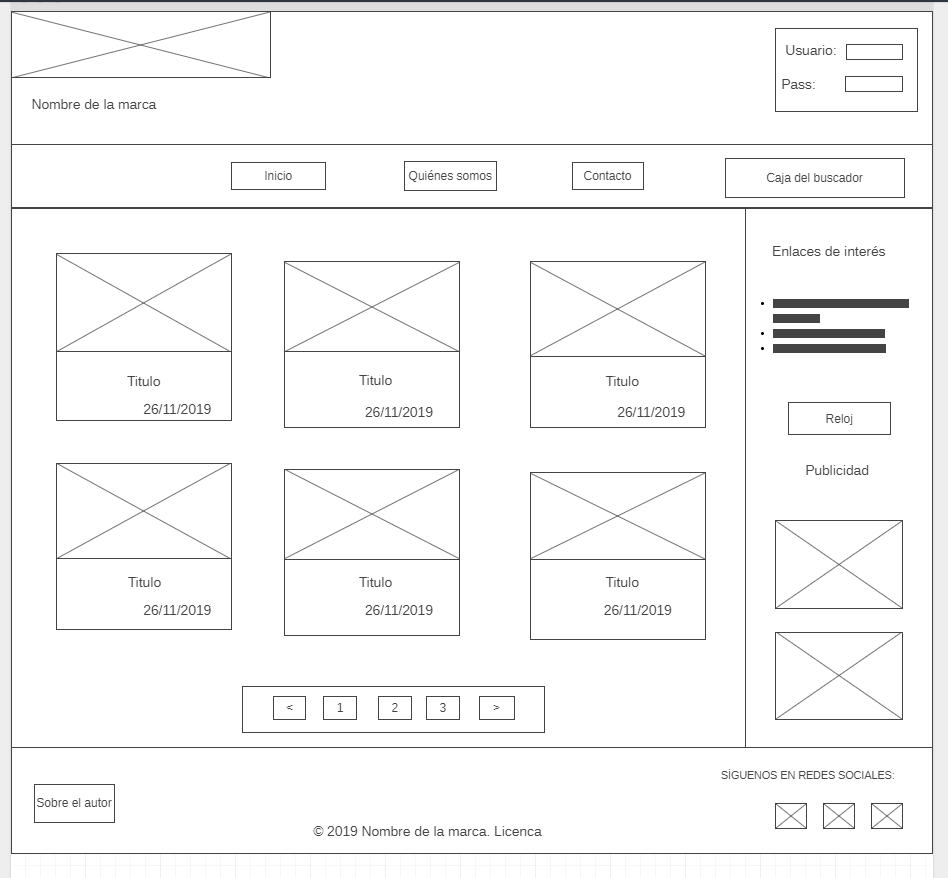 Usuario:
Pass:
Nombre de la marca
Inicio
Quiénes somos
Contacto
Caja del buscador
Enlaces de interés
Titulo
26/11/2019
Titulo
26/11/2019
Titulo
26/11/2019
Reloj
Publicidad
Titulo
26/11/2019
Titulo
26/11/2019
Titulo
26/11/2019
< 1 2 3 >
SÍGUENOS EN REDES SOCIALES:
Sobre el autor
© 2019 Nombre de la marca. Licenca